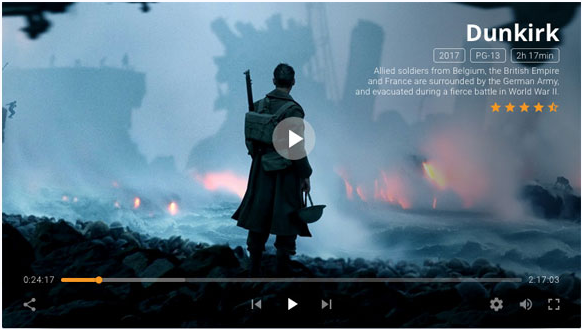 Dunkirk
2017 PG-13 2h 17min
Allied soldiers from Belgium, the British Empire
and France are surrounded by the German Army,
and evacuated during a fierce battle in World War II.
0:24:17 2:17:03